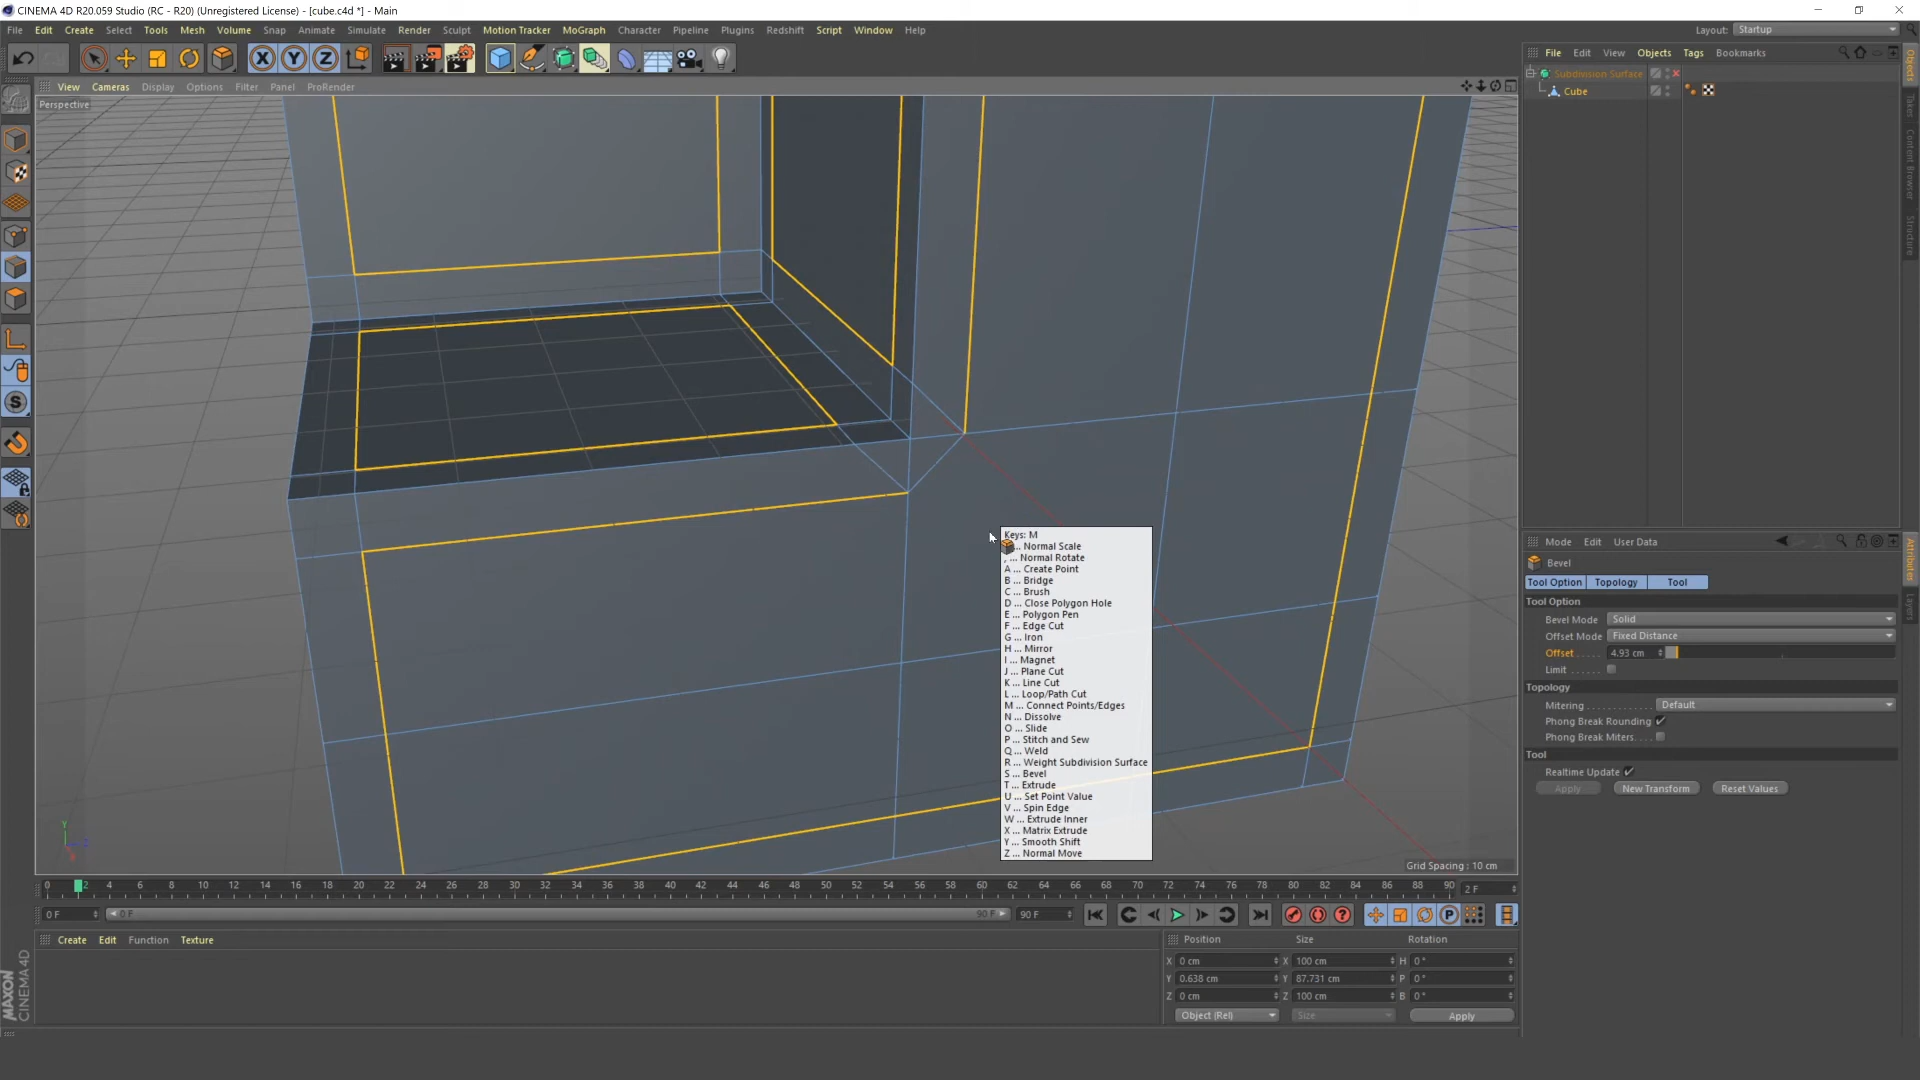 CINEMA 4D R20.059 Studio (RC - R20) (Unregistered License) - [cube.c4d *] - Main
File Edit Create Select Tools Mesh Volume Snap Animate Simulate Render Sculpt Motion Tracker MoGraph Character Pipeline Plugins Redshift Script Window Help
Layout: Startup
X Y Z
File Edit View Objects Tags Bookmarks
Subdivision Surface
Cube
Objects
Takes
Content Browser
Structure
View Cameras Display Options Filter Panel ProRender
Perspective
Keys: M
... Normal Scale
, ... Normal Rotate
A ... Create Point
B ... Bridge
C ... Brush
D ... Close Polygon Hole
E ... Polygon Pen
F ... Edge Cut
G ... Iron
H ... Mirror
I ... Magnet
J ... Plane Cut
K ... Line Cut
L ... Loop/Path Cut
M ... Connect Points/Edges
N ... Dissolve
O ... Slide
P ... Stitch and Sew
Q ... Weld
R ... Weight Subdivision Surface
S ... Bevel
T ... Extrude
U ... Set Point Value
V ... Spin Edge
W ... Extrude Inner
X ... Matrix Extrude
Y ... Smooth Shift
Z ... Normal Move
Y
Z
X
Grid Spacing : 10 cm
Mode Edit User Data
Bevel
Tool Option Topology Tool
Tool Option
Bevel Mode Solid
Offset Mode Fixed Distance
Offset 4.93 cm
Limit
Topology
Mitering Default
Phong Break Rounding
Phong Break Miters
Tool
Realtime Update
Apply New Transform Reset Values
Attributes
Layers
0 2 4 6 8 10 12 14 16 18 20 22 24 26 28 30 32 34 36 38 40 42 44 46 48 50 52 54 56 58 60 62 64 66 68 70 72 74 76 78 80 82 84 86 88 90 2 F
0 F 0 F 90 F 90 F
Create Edit Function Texture
Position Size Rotation
X 0 cm X 100 cm H 0 °
Y 0.638 cm Y 87.731 cm P 0 °
Z 0 cm Z 100 cm B 0 °
Object (Rel) Size Apply
MAXON
CINEMA 4D